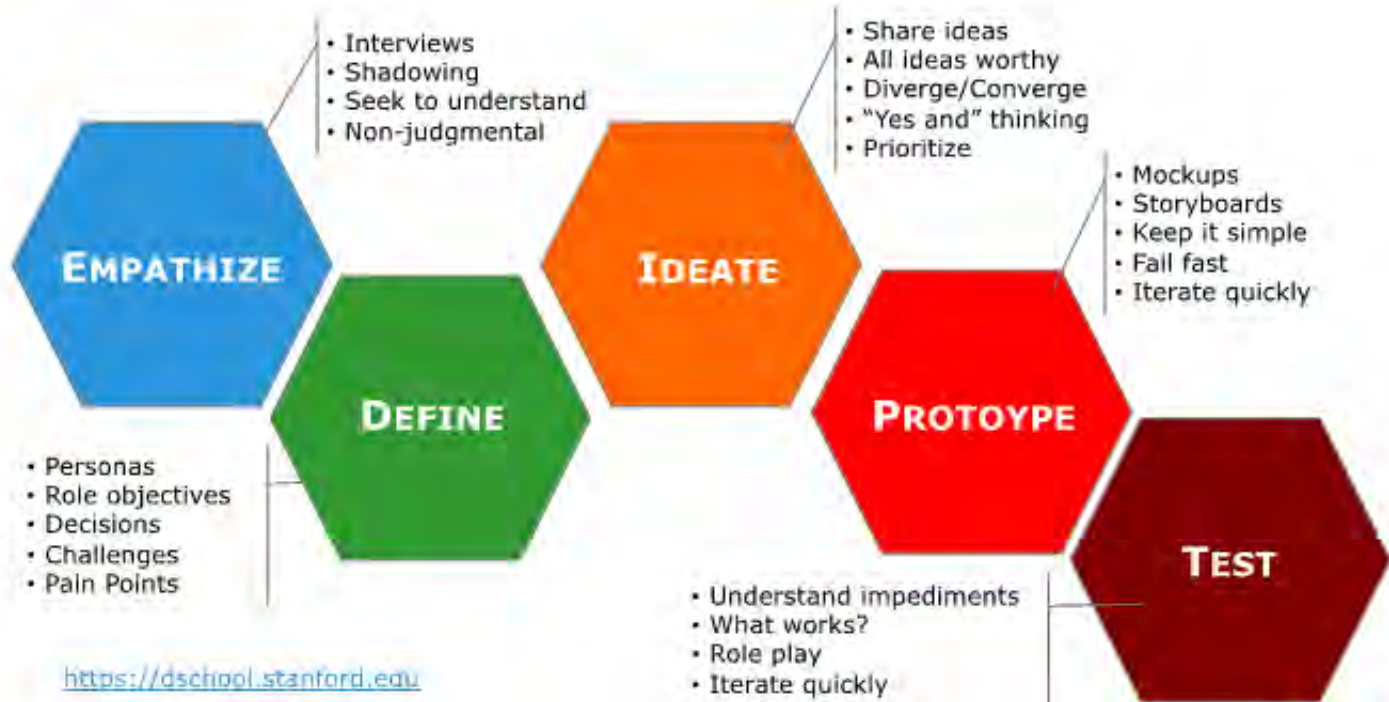 EMPATHIZE
• Interviews
• Shadowing
• Seek to understand
• Non-judgmental
DEFINE
• Personas
• Role objectives
• Decisions
• Challenges
• Pain Points
IDEATE
• Share ideas
• All ideas worthy
• Diverge/Converge
• “Yes and” thinking
• Prioritize
PROTOYPE
• Mockups
• Storyboards
• Keep it simple
• Fail fast
• Iterate quickly
TEST
• Understand impediments
• What works?
• Role play
• Iterate quickly
https://dschool.stanford.edu